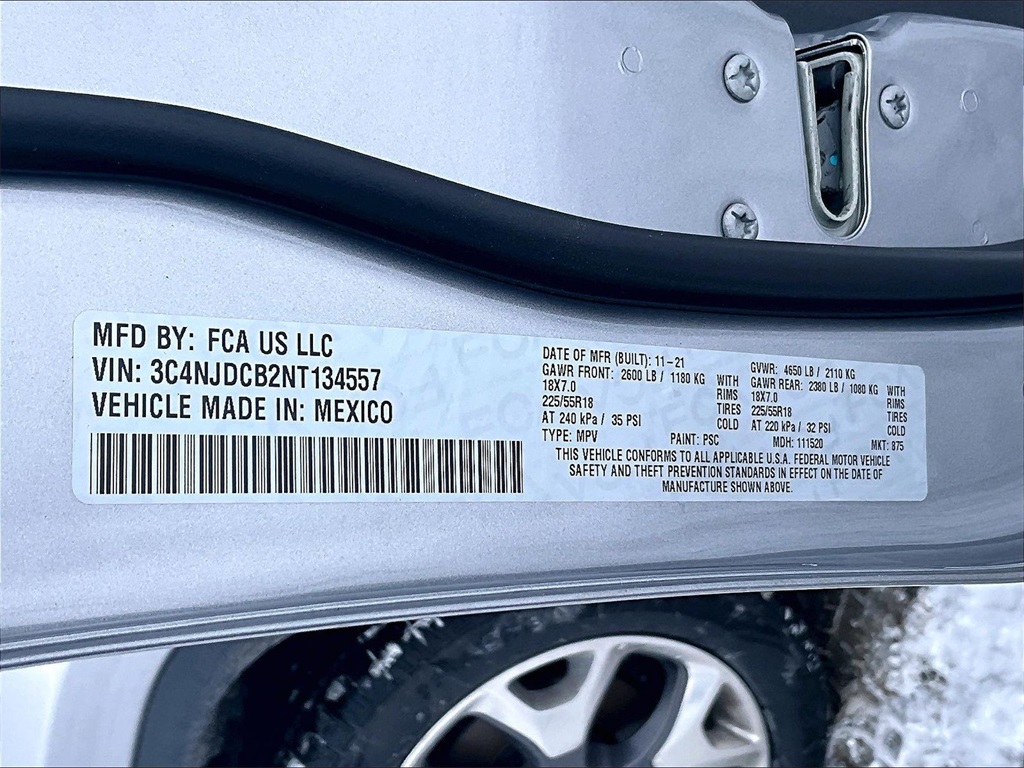 MFD BY: FCA US LLC
VIN: 3C4NJDCB2NT134557
VEHICLE MADE IN: MEXICO
DATE OF MFR (BUILT): 11-21
GAWR FRONT: 2600 LB / 1180 KG WITH
18X7.0 RIMS
225/55R18 TIRES
AT 240 kPa / 35 PSI COLD
GVWR: 4650 LB / 2110 KG
GAWR REAR: 2380 LB / 1080 KG WITH
18X7.0 RIMS
225/55R18 TIRES
AT 220 kPa / 32 PSI COLD
TYPE: MPV PAINT: PSC MDH: 111520 MKT: 875
THIS VEHICLE CONFORMS TO ALL APPLICABLE U.S.A. FEDERAL MOTOR VEHICLE
SAFETY AND THEFT PREVENTION STANDARDS IN EFFECT ON THE DATE OF
MANUFACTURE SHOWN ABOVE.